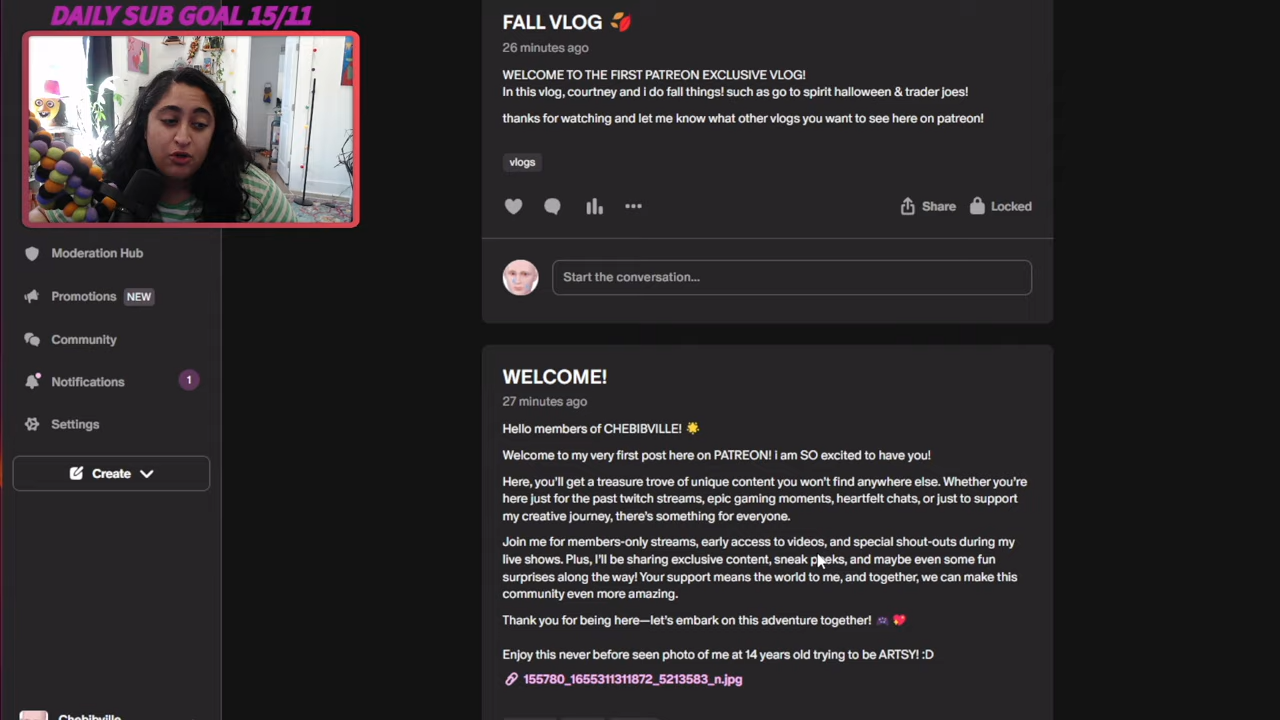 DAILY SUB GOAL 15/11
FALL VLOG 🍂
26 minutes ago
WELCOME TO THE FIRST PATREON EXCLUSIVE VLOG!
In this vlog, courtney and i do fall things! such as go to spirit halloween & trader joes!
thanks for watching and let me know what other vlogs you want to see here on patreon!
vlogs
Share
Locked
Start the conversation...
Moderation Hub
Promotions NEW
Community
Notifications 1
Settings
Create
WELCOME!
27 minutes ago
Hello members of CHEBIBVILLE! 🌟
Welcome to my very first post here on PATREON! i am SO excited to have you!
Here, you'll get a treasure trove of unique content you won't find anywhere else. Whether you're
here just for the past twitch streams, epic gaming moments, heartfelt chats, or just to support
my creative journey, there's something for everyone.
Join me for members-only streams, early access to videos, and special shout-outs during my
live shows. Plus, I'll be sharing exclusive content, sneak peeks, and maybe even some fun
surprises along the way! Your support means the world to me, and together, we can make this
community even more amazing.
Thank you for being here—let's embark on this adventure together! 🎮 💖
Enjoy this never before seen photo of me at 14 years old trying to be ARTSY! :D
155780_1655311311872_5213583_n.jpg
Chebibville